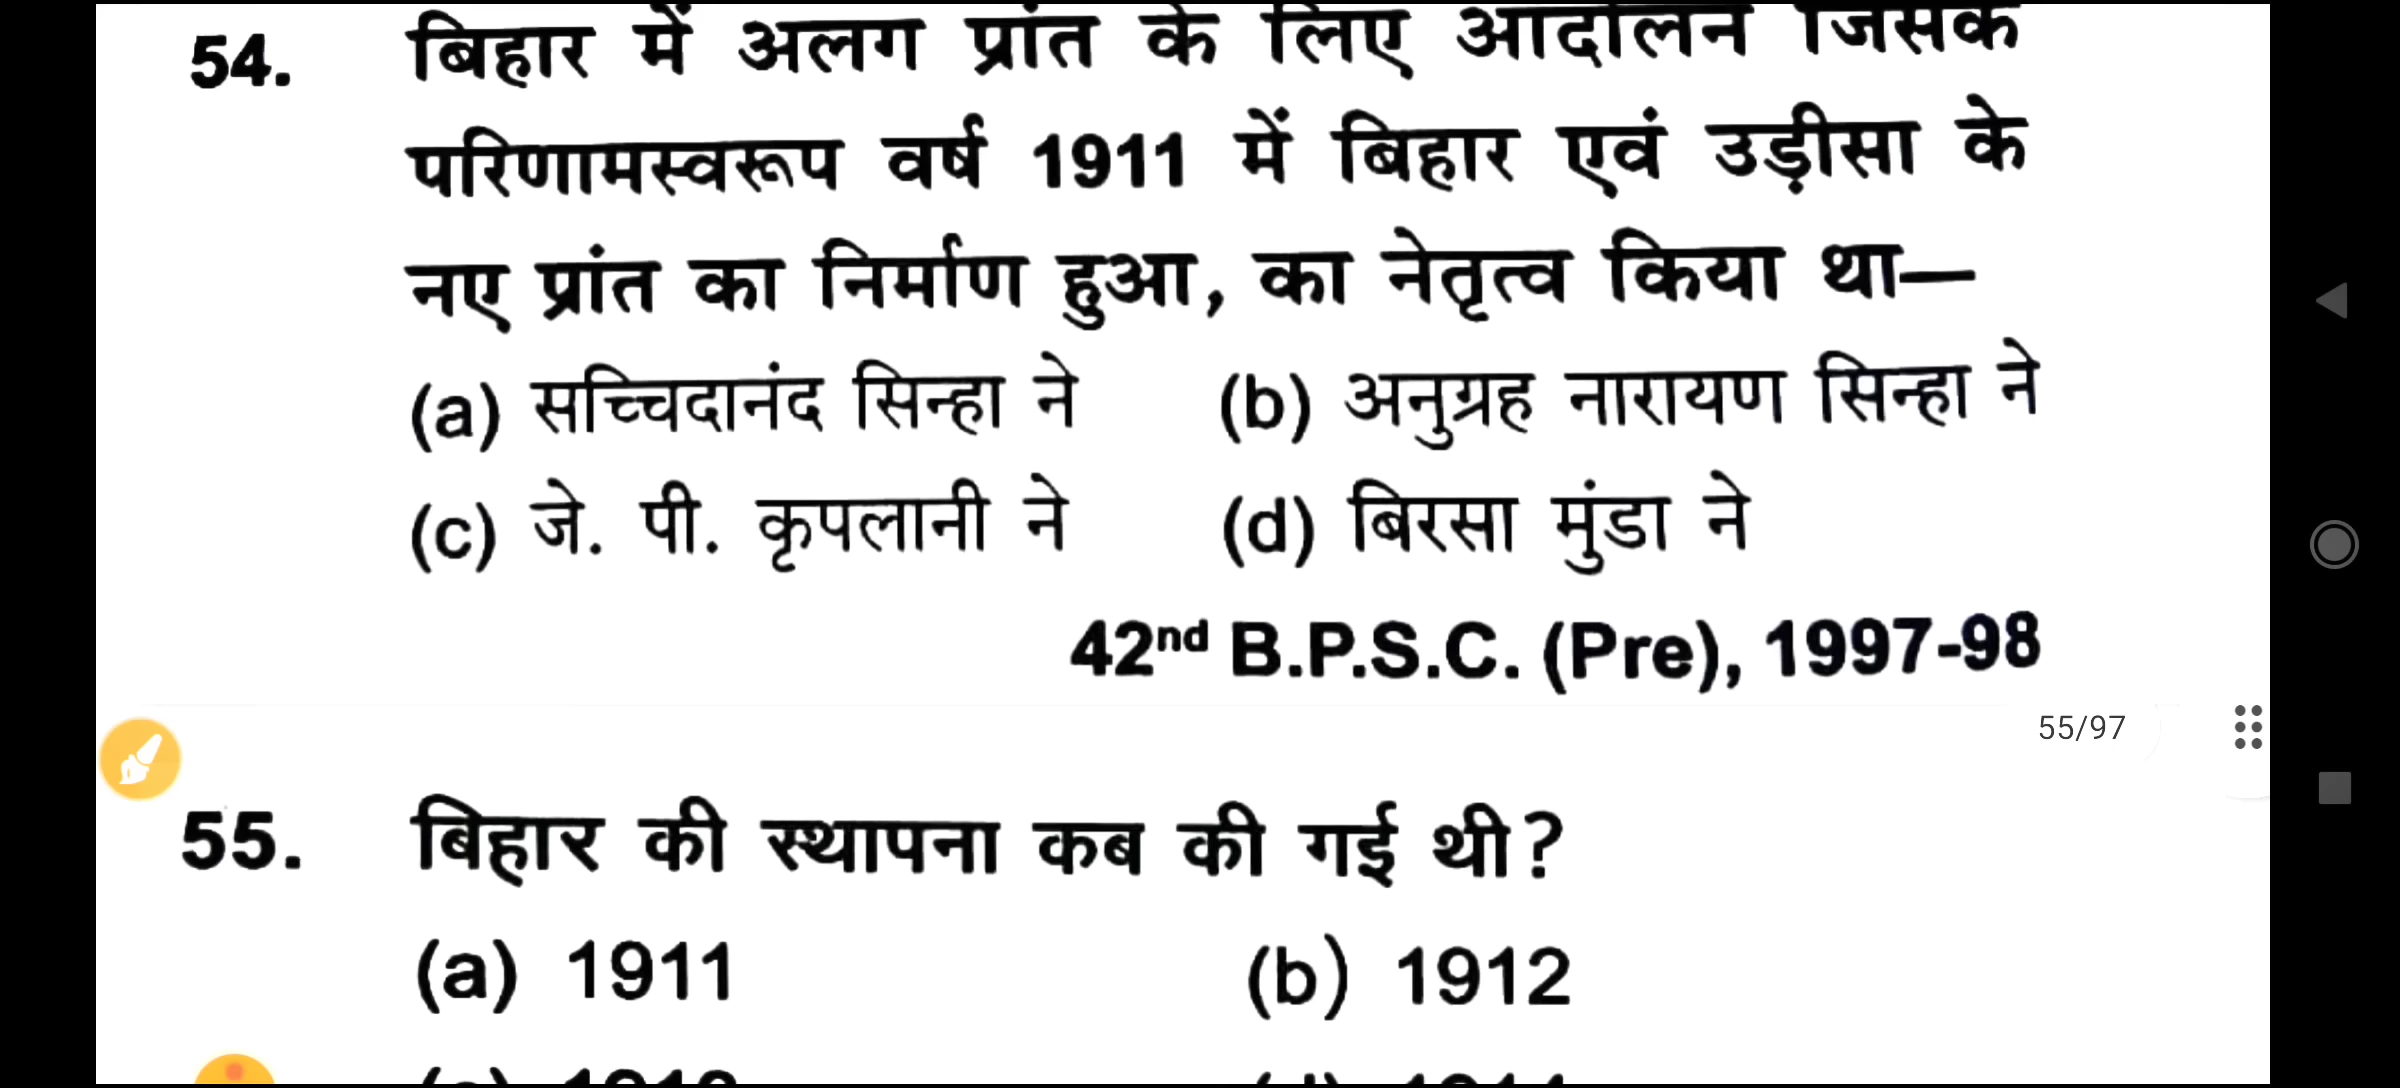 54. बिहार में अलग प्रांत के लिए आंदोलन जिसके
परिणामस्वरूप वर्ष 1911 में बिहार एवं उड़ीसा के
नए प्रांत का निर्माण हुआ, का नेतृत्व किया था—
(a) सच्चिदानंद सिन्हा ने (b) अनुग्रह नारायण सिन्हा ने
(c) जे. पी. कृपलानी ने (d) बिरसा मुंडा ने
42nd B.P.S.C. (Pre), 1997-98
55/97
55. बिहार की स्थापना कब की गई थी?
(a) 1911 (b) 1912